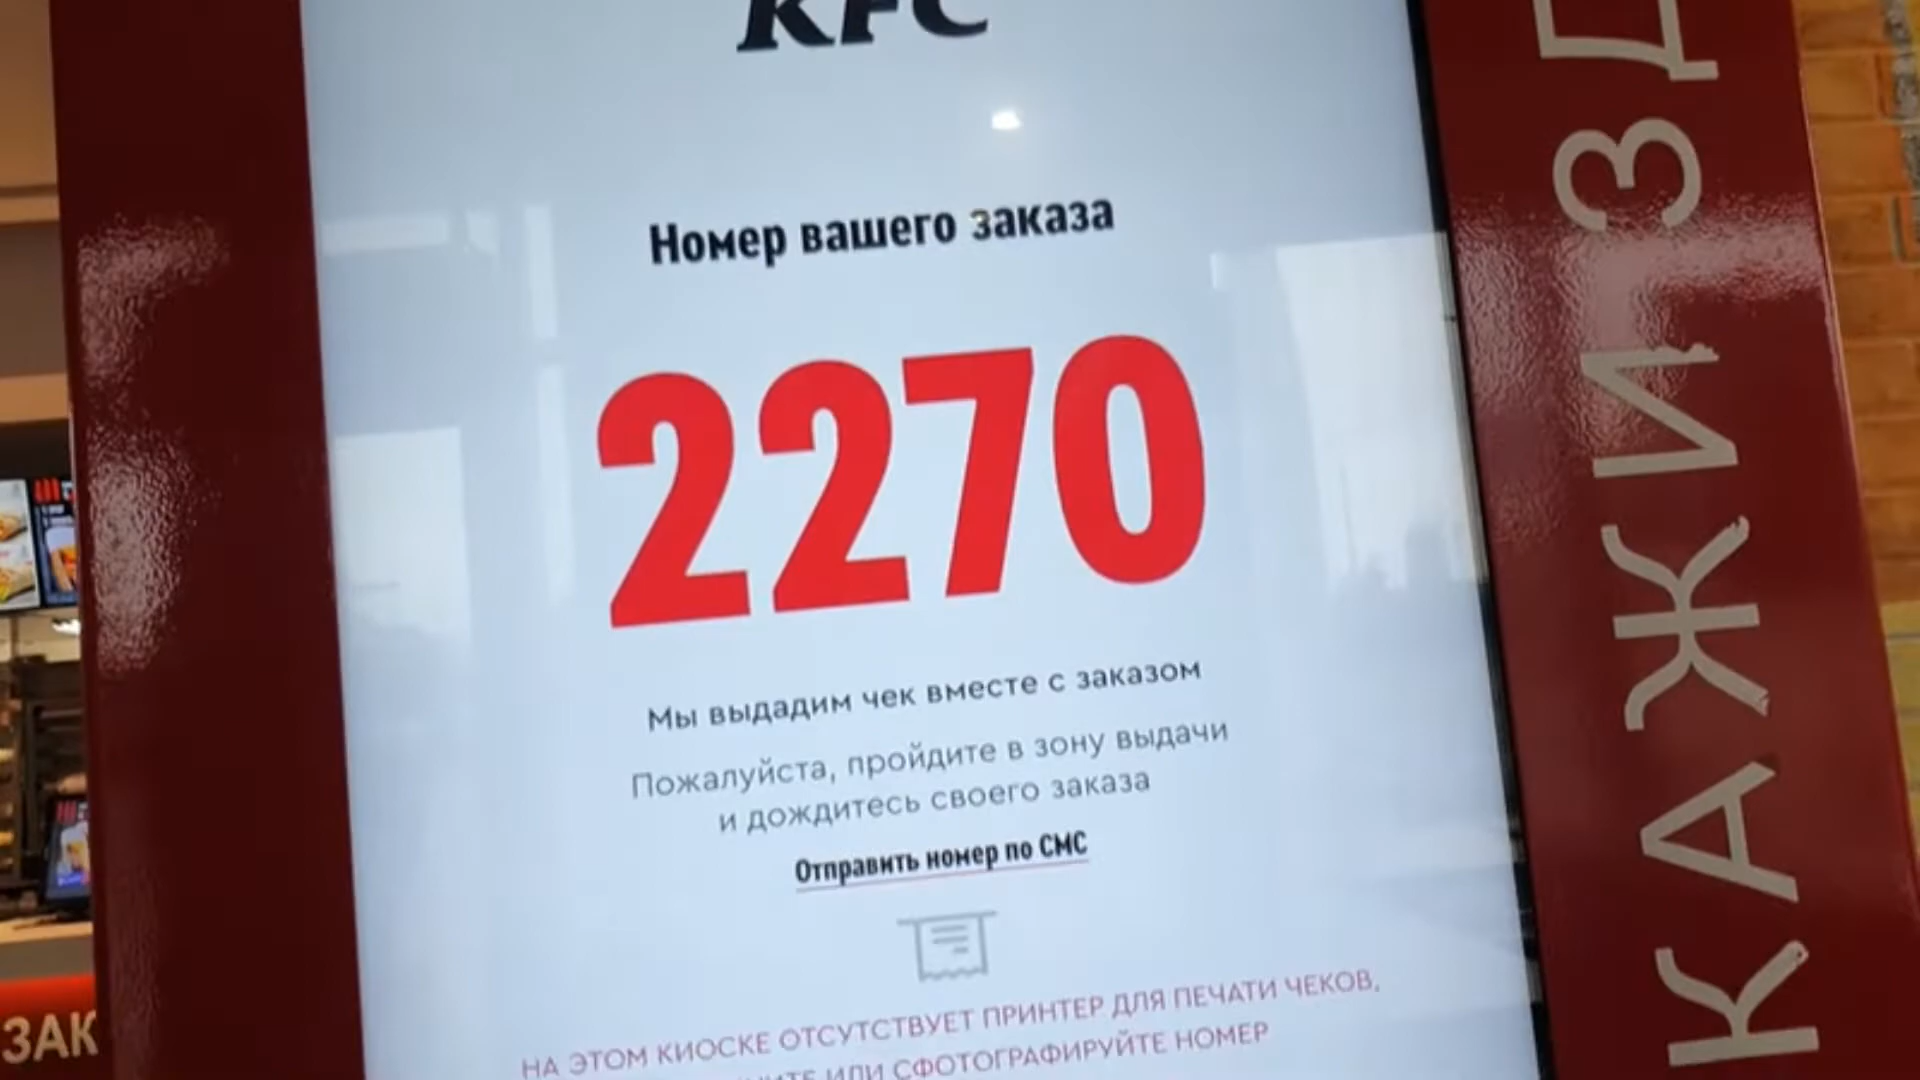 KFC
Номер вашего заказа
2270
Мы выдадим чек вместе с заказом
Пожалуйста, пройдите в зону выдачи
и дождитесь своего заказа
Отправить номер по СМС
НА ЭТОМ КИОСКЕ ОТСУТСТВУЕТ ПРИНТЕР ДЛЯ ПЕЧАТИ ЧЕКОВ,
ИЛИ СФОТОГРАФИРУЙТЕ НОМЕР
КАЖИЗД
ЗАК